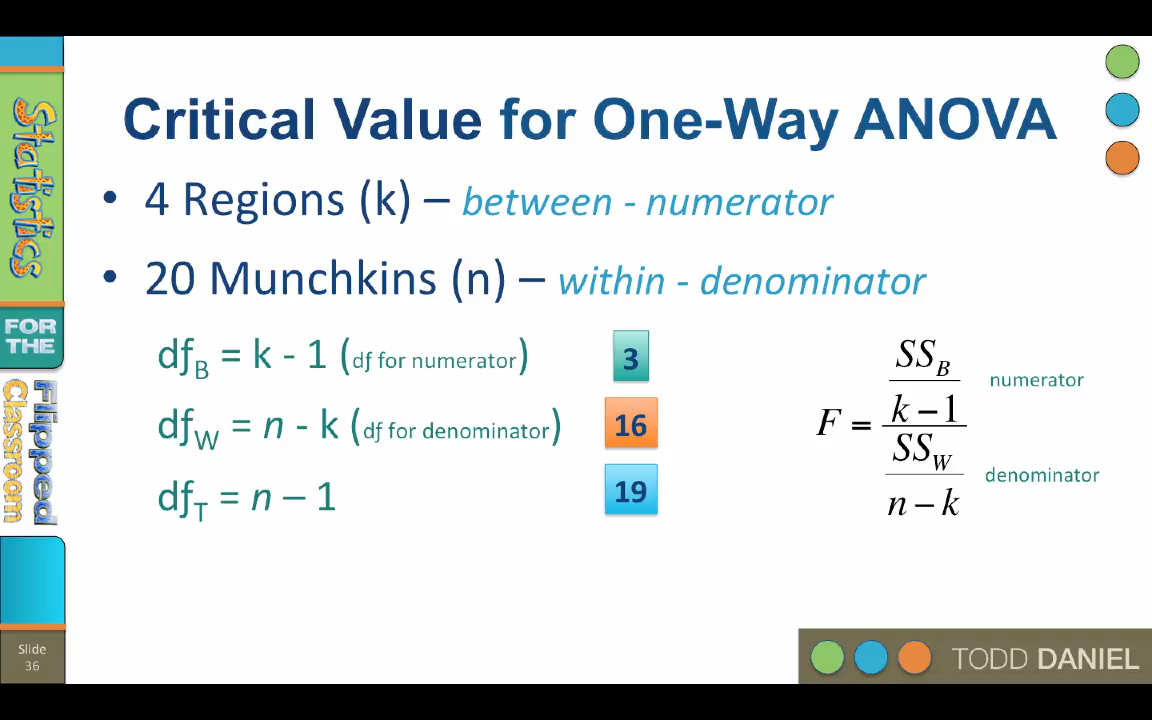 Critical Value for One-Way ANOVA
• 4 Regions (k) – between - numerator
• 20 Munchkins (n) – within - denominator
df_B = k - 1 (df for numerator) 3
df_W = n - k (df for denominator) 16
df_T = n – 1 19
SS_B
numerator
k – 1
F =
SS_W
denominator
n – k
Statistics
FOR THE
Flipped
Classroom
Slide
36
TODD DANIEL